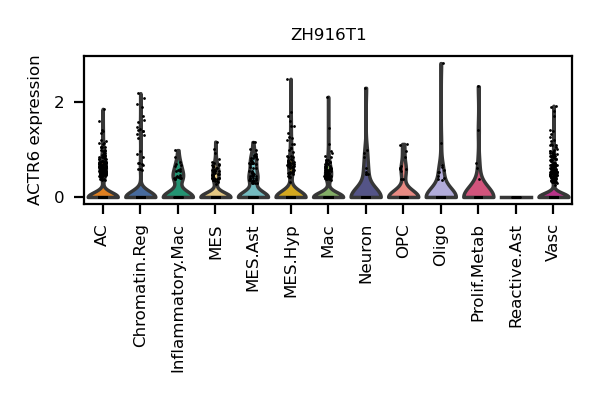 ZH916T1
ACTR6 expression
2
0
AC
Chromatin.Reg
Inflammatory.Mac
MES
MES.Ast
MES.Hyp
Mac
Neuron
OPC
Oligo
Prolif.Metab
Reactive.Ast
Vasc